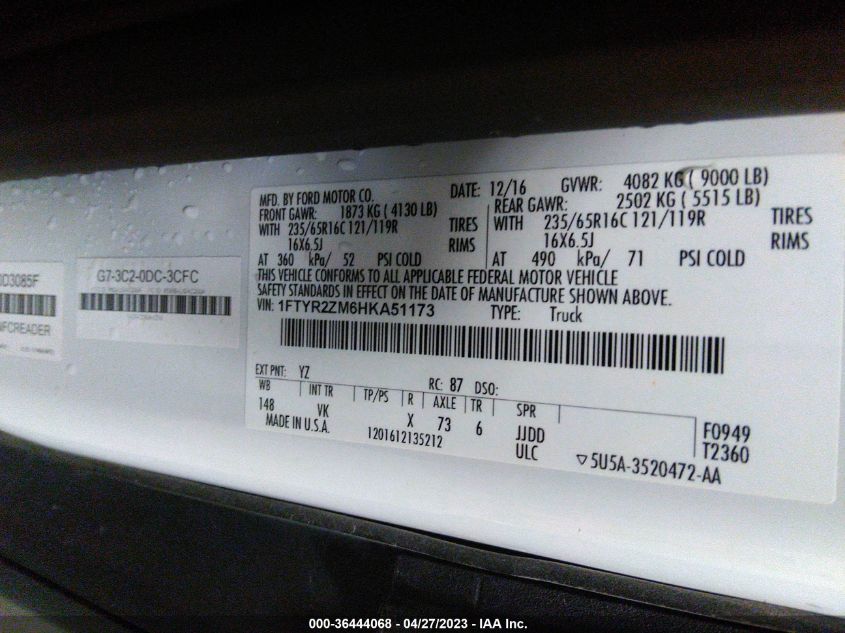 0D3085F
NFCREADER
G7-3C2-0DC-3CFC
MFD. BY FORD MOTOR CO.
DATE: 12/16 GVWR: 4082 KG ( 9000 LB)
FRONT GAWR: 1873 KG ( 4130 LB)
REAR GAWR: 2502 KG ( 5515 LB)
WITH 235/65R16C 121/119R TIRES
WITH 235/65R16C 121/119R TIRES
16X6.5J RIMS
16X6.5J RIMS
AT 360 kPa/ 52 PSI COLD
AT 490 kPa/ 71 PSI COLD
THIS VEHICLE CONFORMS TO ALL APPLICABLE FEDERAL MOTOR VEHICLE
SAFETY STANDARDS IN EFFECT ON THE DATE OF MANUFACTURE SHOWN ABOVE.
VIN: 1FTYR2ZM6HKA51173 TYPE: Truck
EXT PNT: YZ RC: 87 DSO:
WB INT TR TP/PS R AXLE TR SPR
148 VK X 73 6 JJDD F0949
MADE IN U.S.A. 1201612135212 ULC T2360
▽5U5A-3520472-AA
000-36444068 - 04/27/2023 - IAA Inc.